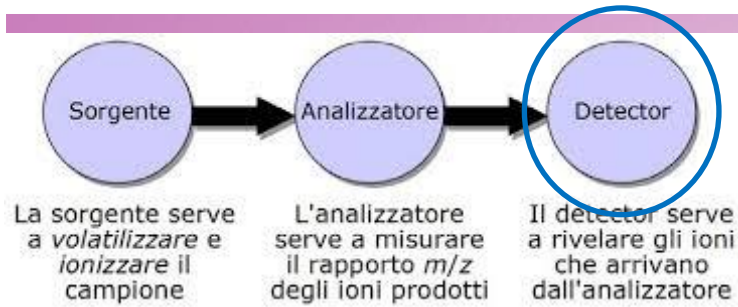 Sorgente
Analizzatore
Detector
La sorgente serve
a volatilizzare e
ionizzare il
campione
L'analizzatore
serve a misurare
il rapporto m/z
degli ioni prodotti
Il detector serve
a rivelare gli ioni
che arrivano
dall'analizzatore